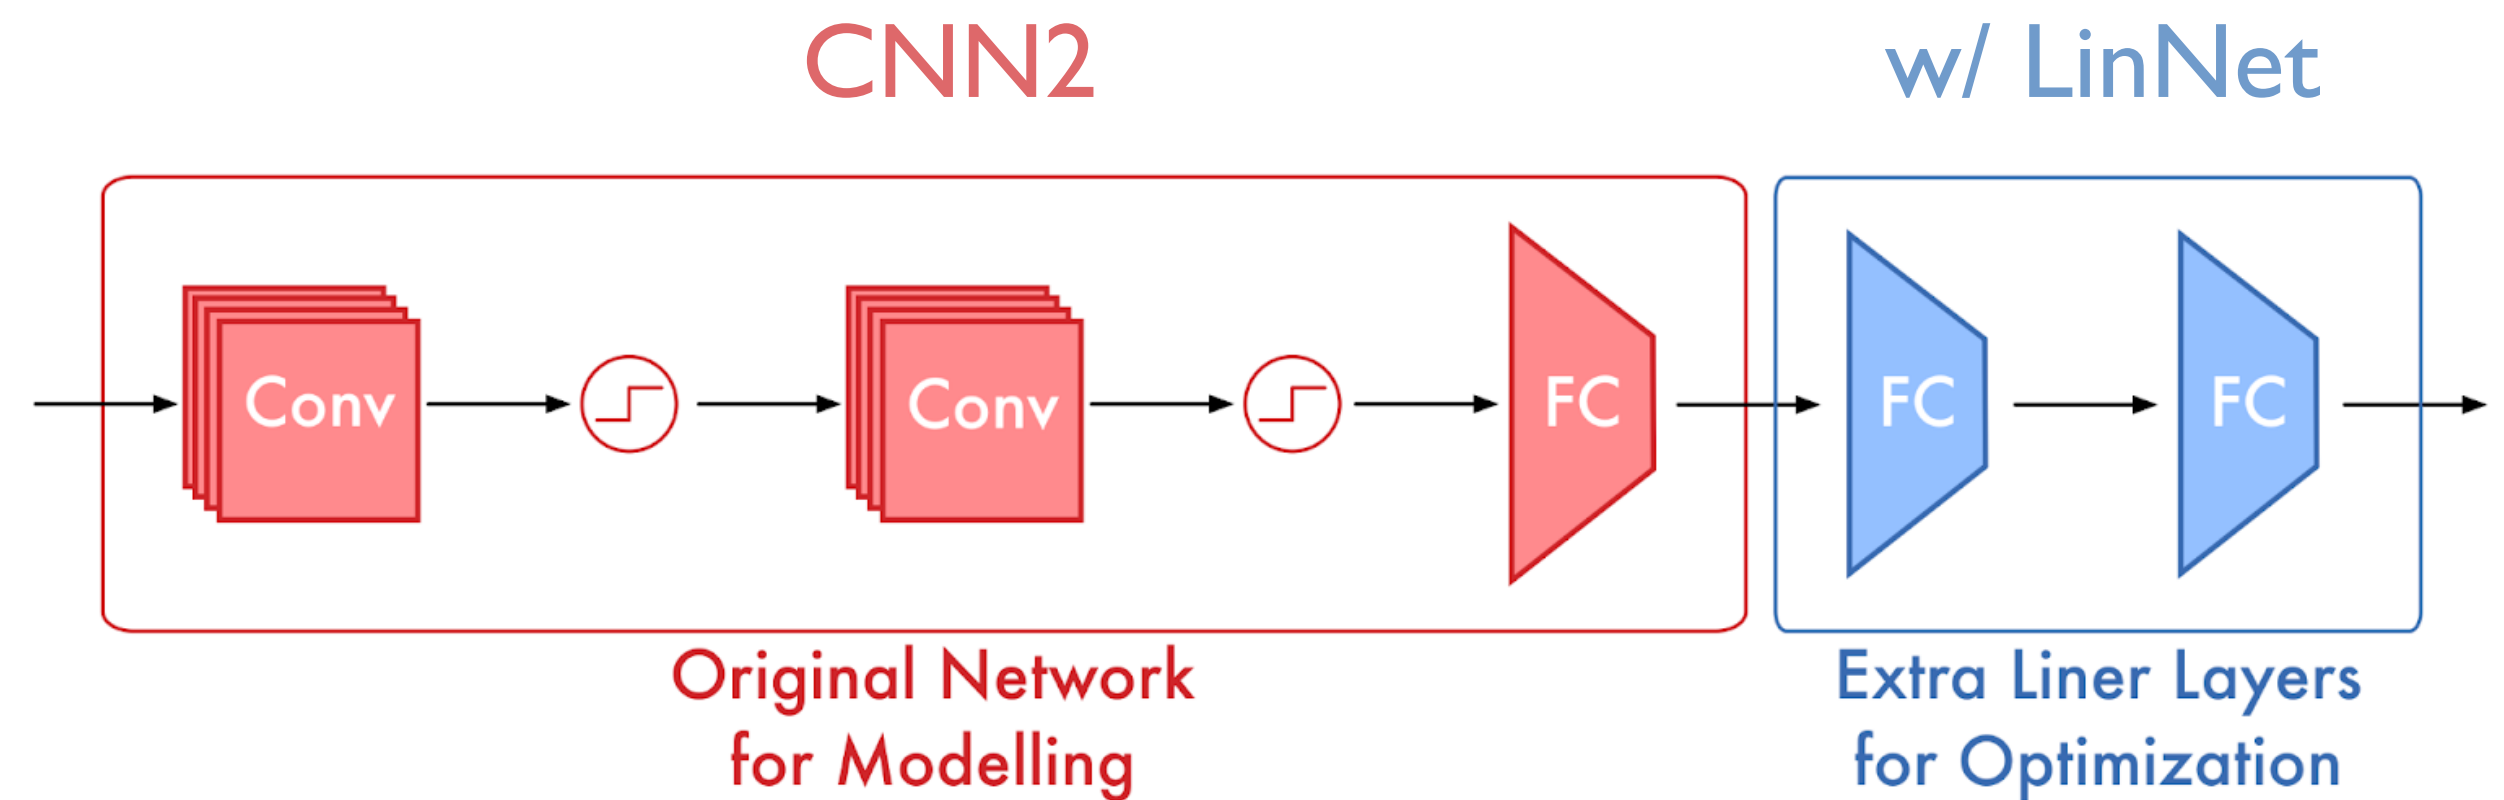 CNN2
w/ LinNet
Conv
Conv
FC
FC
FC
Original Network
for Modelling
Extra Liner Layers
for Optimization